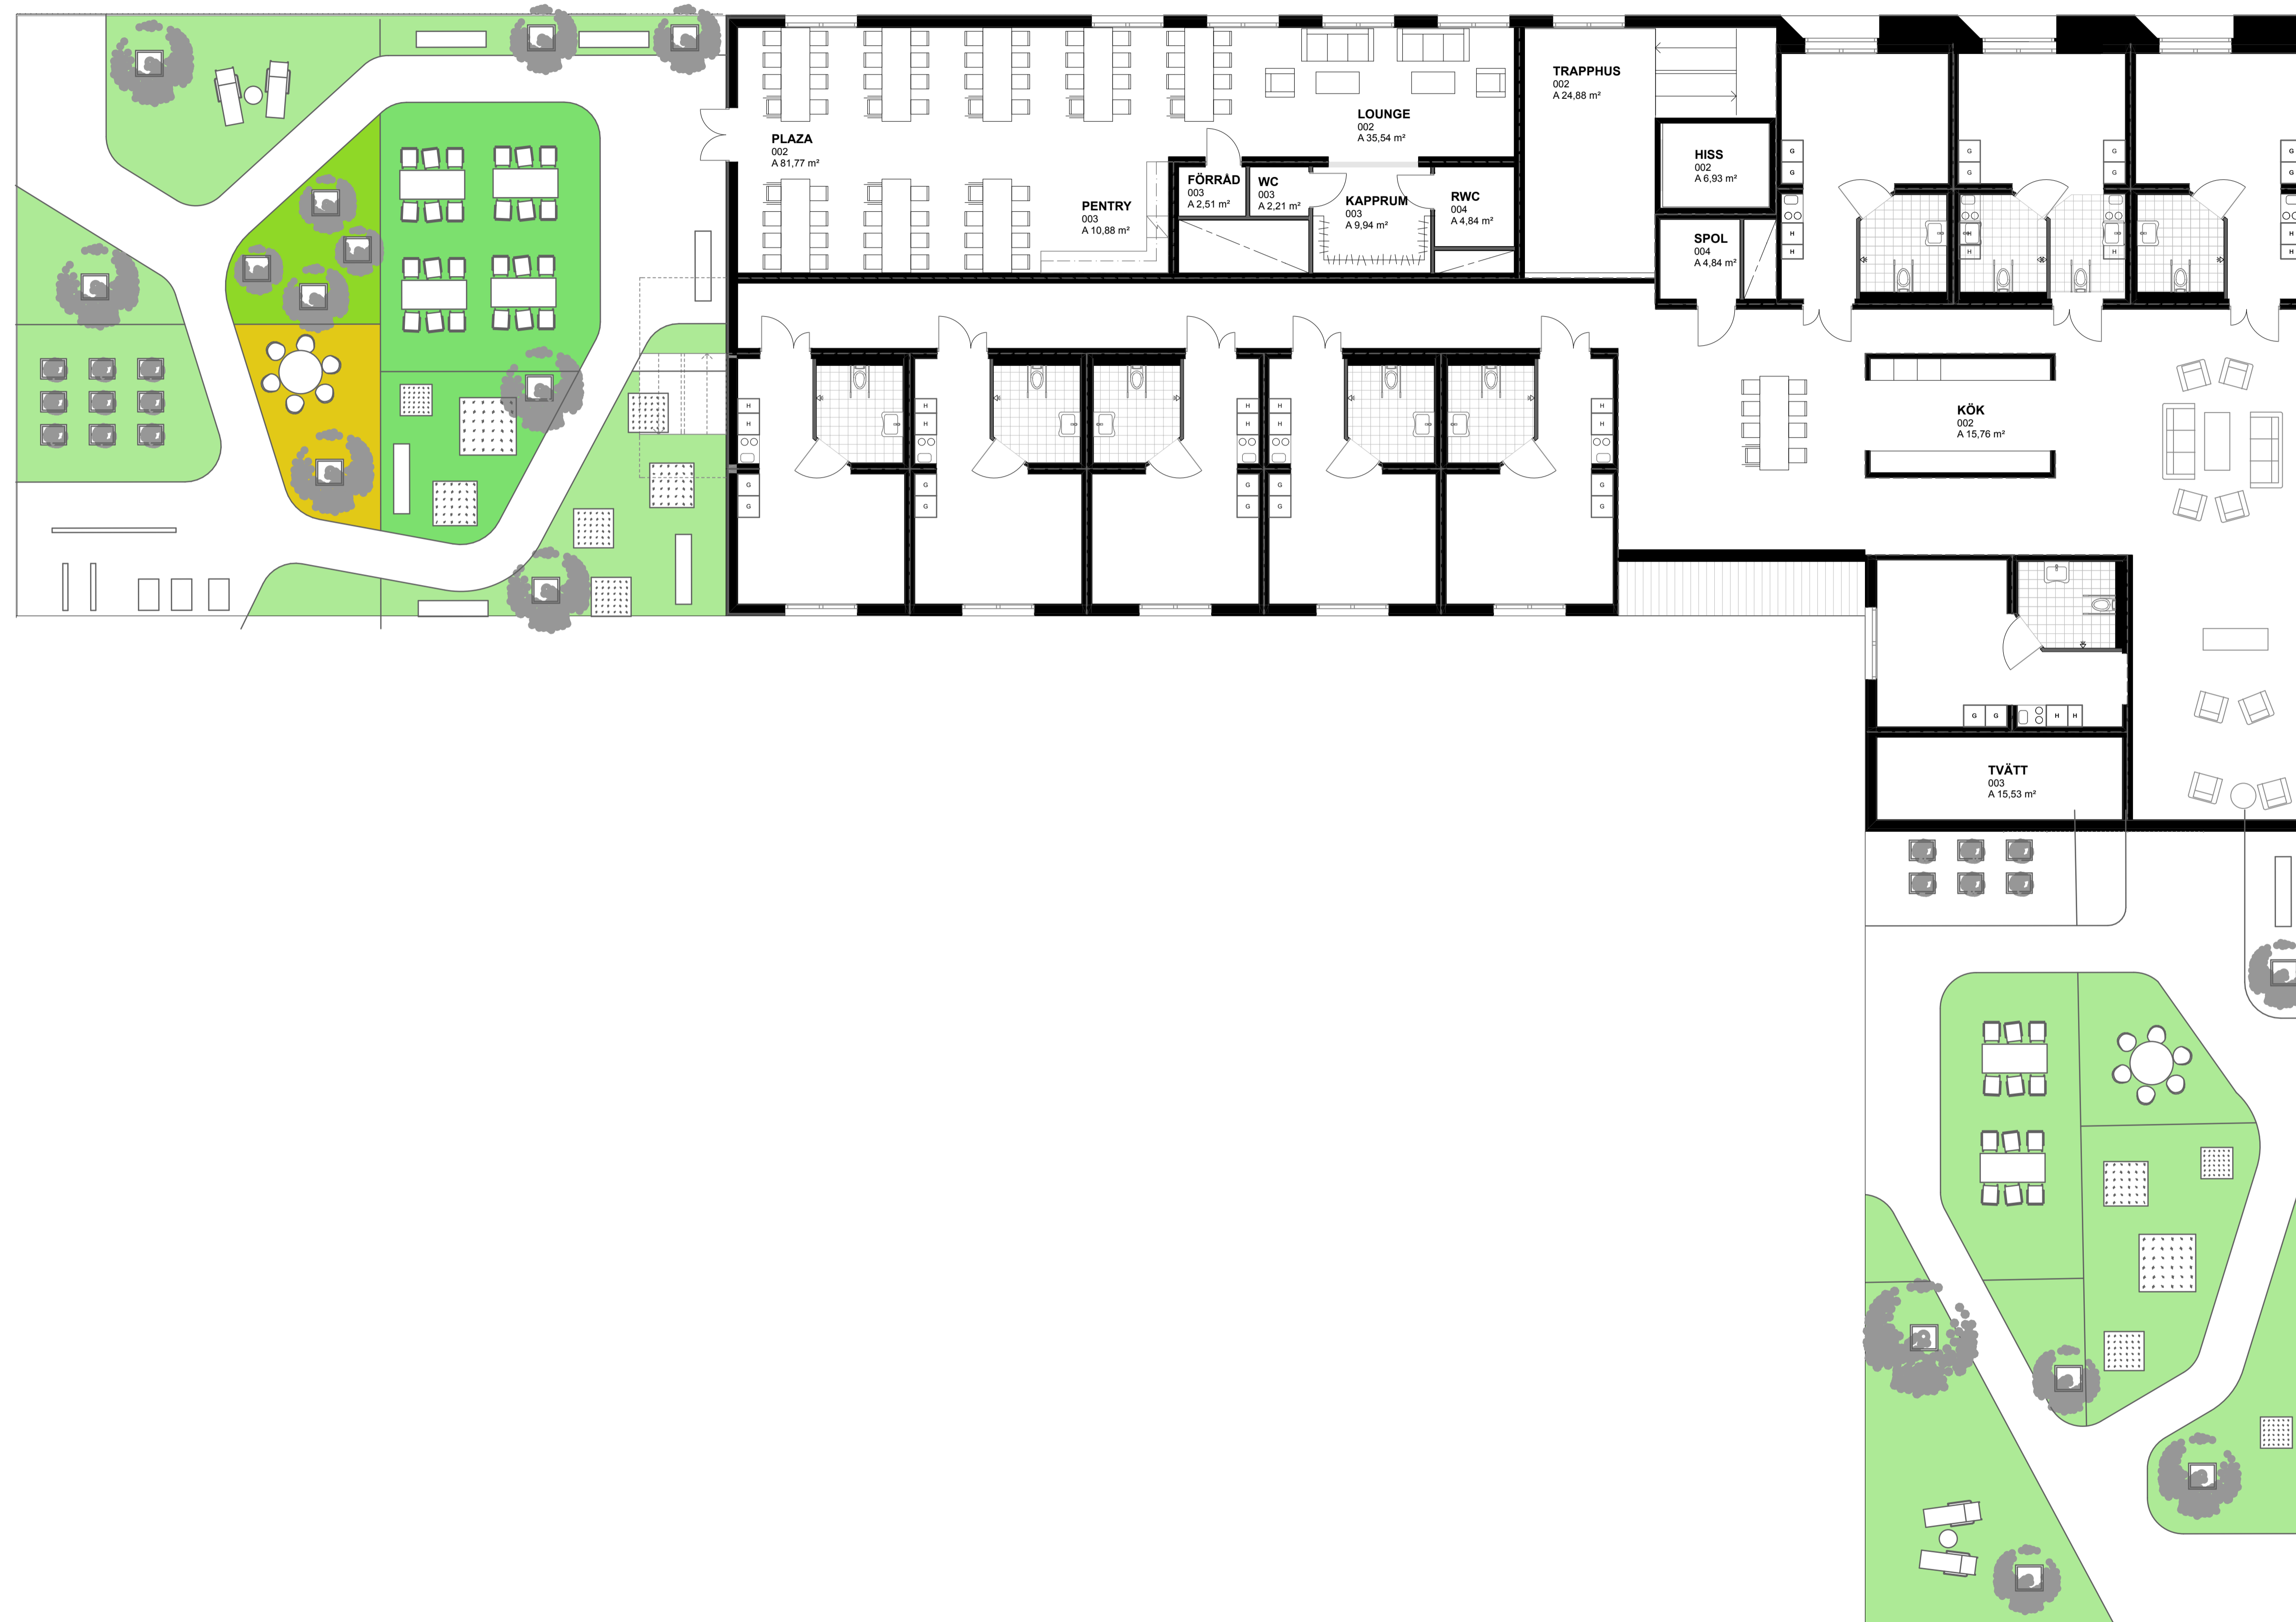 PLAZA
002
A 81,77 m²
LOUNGE
002
A 35,54 m²
TRAPPHUS
002
A 24,88 m²
HISS
002
A 6,93 m²
FÖRRÅD
003
A 2,51 m²
WC
003
A 2,21 m²
KAPPRUM
003
A 9,94 m²
RWC
004
A 4,84 m²
PENTRY
003
A 10,88 m²
SPOL
004
A 4,84 m²
G
G
H
H
G
G
H
H
G
G
H
H
G
G
H
H
H
H
G
G
H
H
G
G
H
H
G
G
H
H
G
G
H
H
G
G
KÖK
002
A 15,76 m²
G G H H
TVÄTT
003
A 15,53 m²